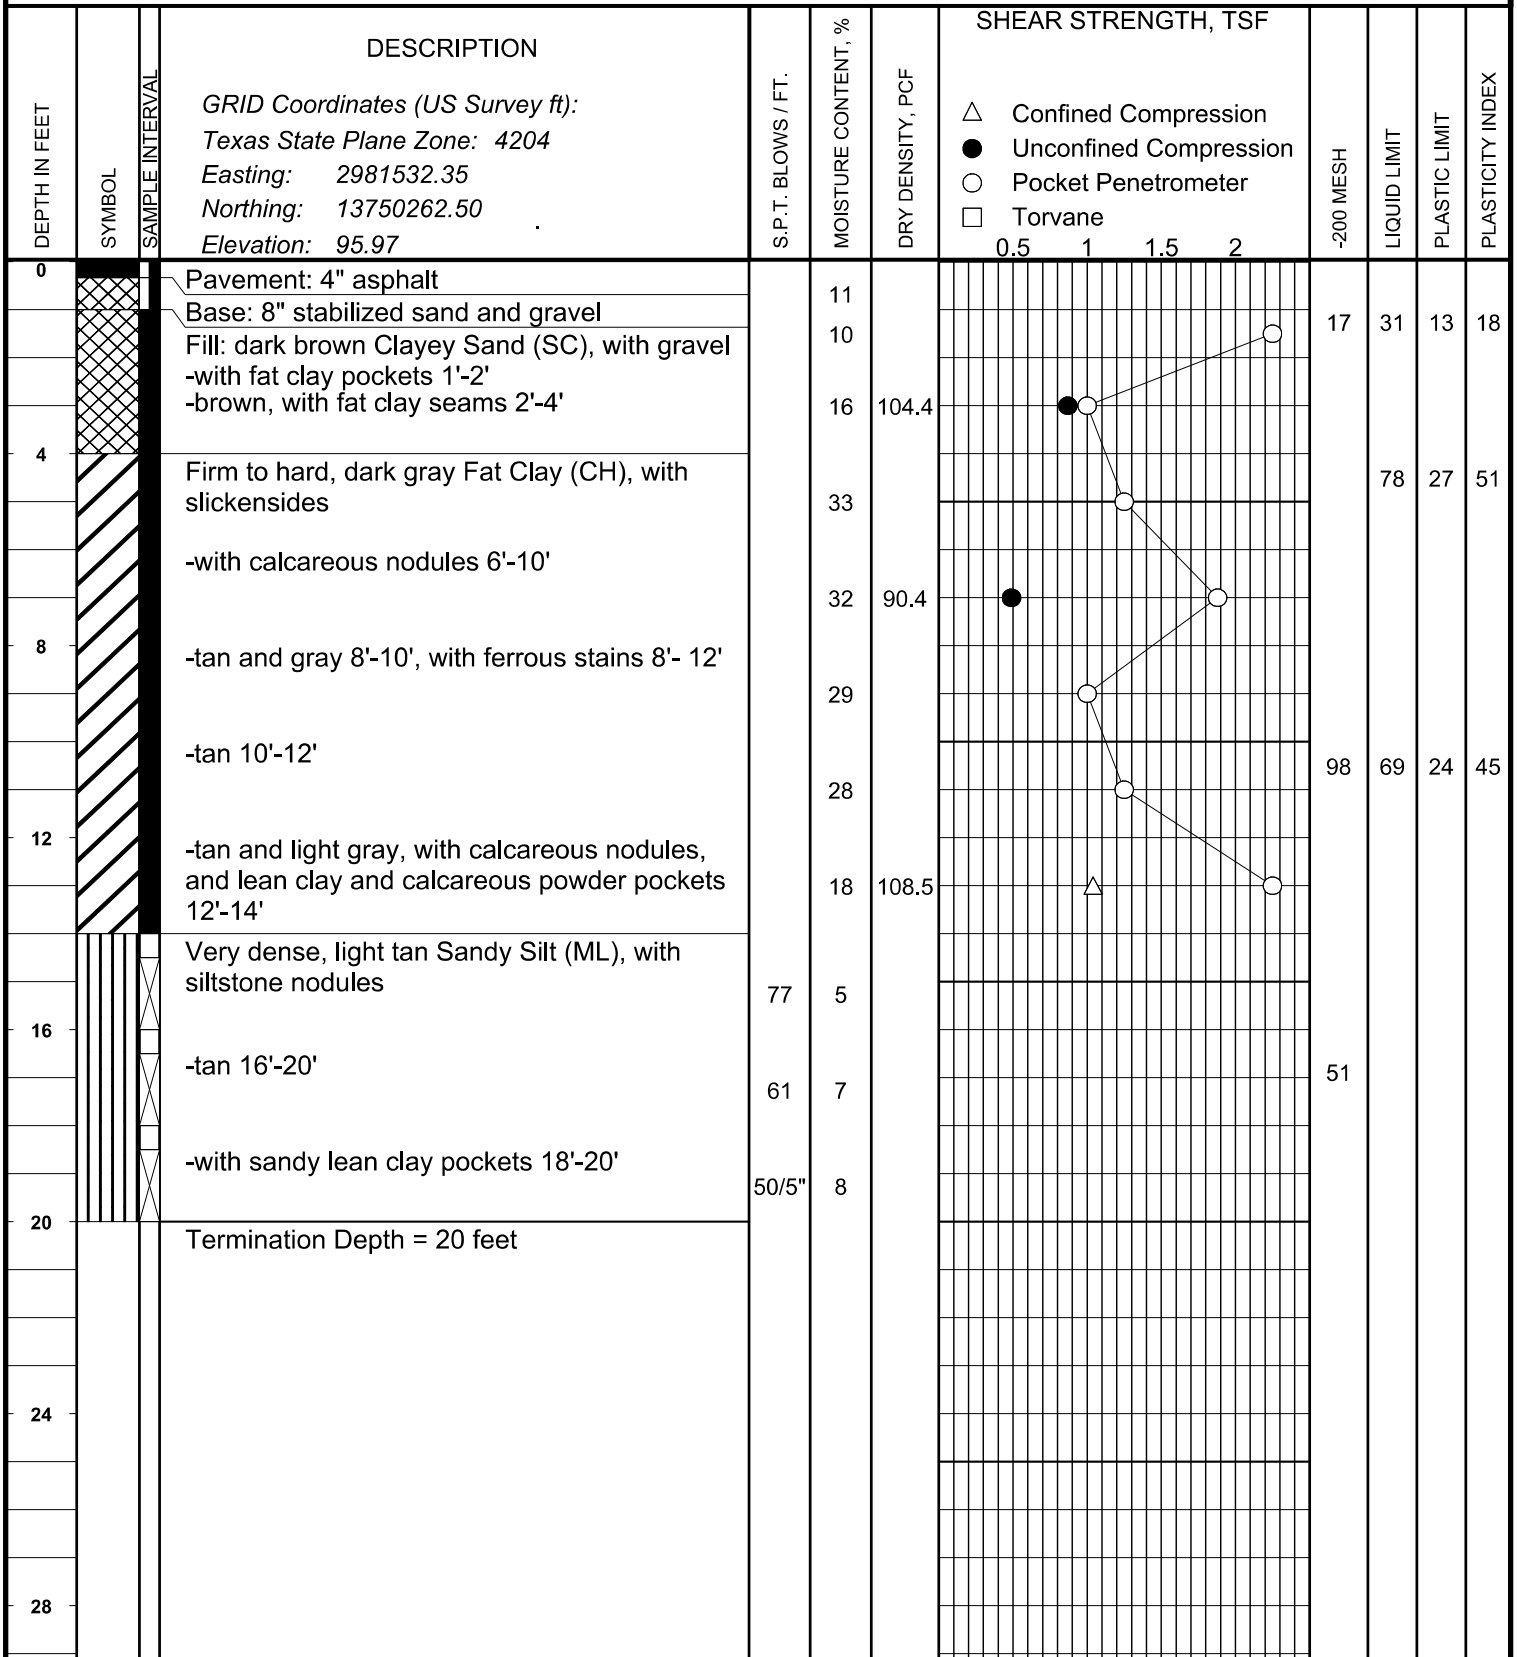 DEPTH IN FEET
SYMBOL
SAMPLE INTERVAL
DESCRIPTION
GRID Coordinates (US Survey ft):
Texas State Plane Zone: 4204
Easting: 2981532.35
Northing: 13750262.50
Elevation: 95.97
S.P.T. BLOWS / FT.
MOISTURE CONTENT, %
DRY DENSITY, PCF
SHEAR STRENGTH, TSF
△ Confined Compression
● Unconfined Compression
○ Pocket Penetrometer
□ Torvane
0.5 1 1.5 2
-200 MESH
LIQUID LIMIT
PLASTIC LIMIT
PLASTICITY INDEX
0
Pavement: 4" asphalt
11
Base: 8" stabilized sand and gravel
10 17 31 13 18
Fill: dark brown Clayey Sand (SC), with gravel
-with fat clay pockets 1'-2'
-brown, with fat clay seams 2'-4'
16 104.4
4
Firm to hard, dark gray Fat Clay (CH), with
slickensides
78 27 51
33
-with calcareous nodules 6'-10'
32 90.4
8
-tan and gray 8'-10', with ferrous stains 8'- 12'
29
-tan 10'-12'
98 69 24 45
28
12
-tan and light gray, with calcareous nodules,
and lean clay and calcareous powder pockets
12'-14'
18 108.5
Very dense, light tan Sandy Silt (ML), with
siltstone nodules
77 5
16
-tan 16'-20'
51
61 7
-with sandy lean clay pockets 18'-20'
50/5" 8
20
Termination Depth = 20 feet
24
28